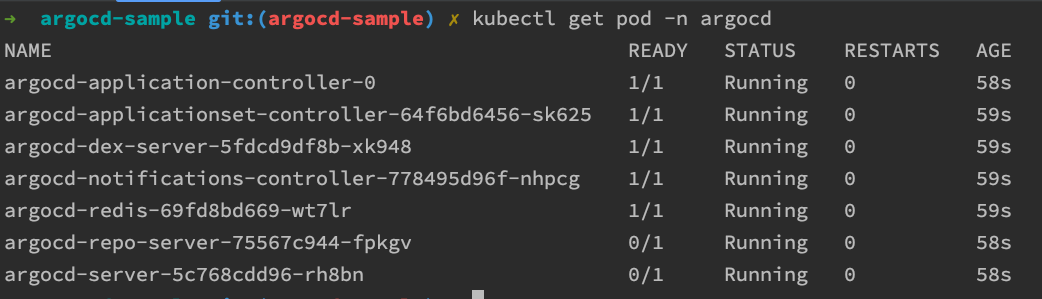 → argocd-sample git:(argocd-sample) ✗ kubectl get pod -n argocd
NAME READY STATUS RESTARTS AGE
argocd-application-controller-0 1/1 Running 0 58s
argocd-applicationset-controller-64f6bd6456-sk625 1/1 Running 0 59s
argocd-dex-server-5fdcd9df8b-xk948 1/1 Running 0 59s
argocd-notifications-controller-778495d96f-nhpcg 1/1 Running 0 59s
argocd-redis-69fd8bd669-wt7lr 1/1 Running 0 59s
argocd-repo-server-75567c944-fpkgv 0/1 Running 0 58s
argocd-server-5c768cdd96-rh8bn 0/1 Running 0 58s